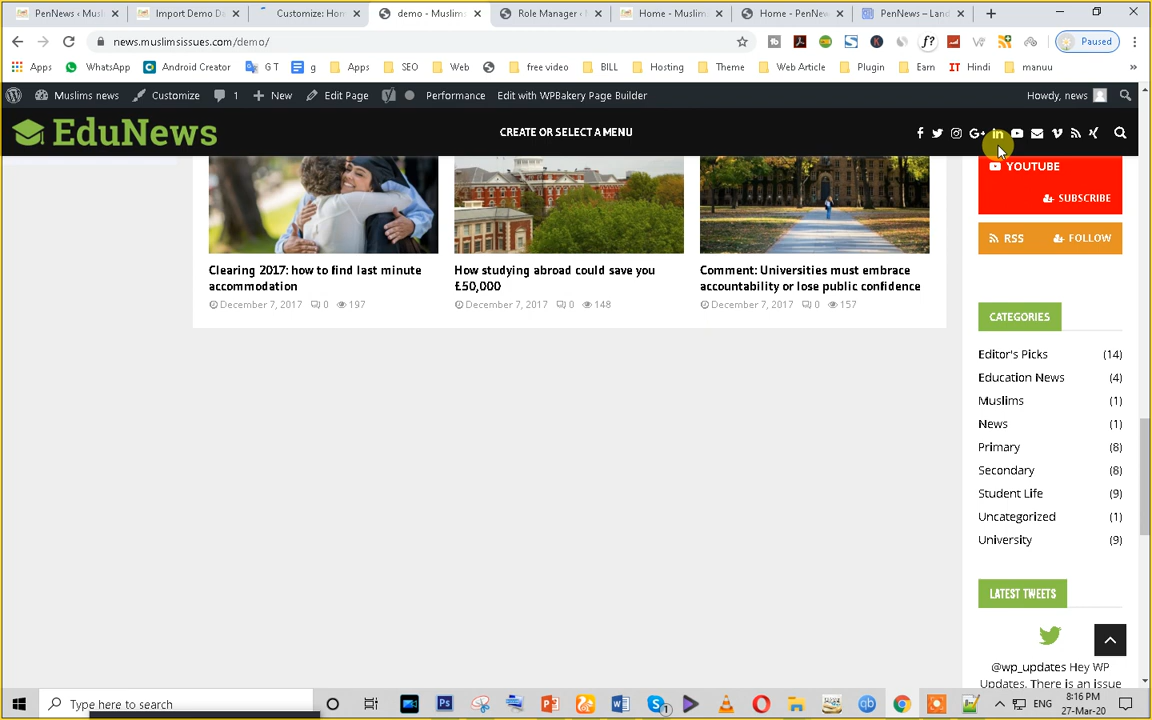 PenNews ‹ Musl
Import Demo Da
Customize: Hom
demo - Muslims
Role Manager ‹
Home - Muslim
Home - PenNew
PenNews – Land
news.muslimsissues.com/demo/
Paused
Apps
WhatsApp
Android Creator
G T
g
Apps
SEO
Web
free video
BILL
Hosting
Theme
Web Article
Plugin
Earn
IT Hindi
manuu
»
Muslims news
Customize
1
New
Edit Page
Performance
Edit with WPBakery Page Builder
Howdy, news
EduNews
CREATE OR SELECT A MENU
YOUTUBE
SUBSCRIBE
RSS
FOLLOW
Clearing 2017: how to find last minute
accommodation
December 7, 2017 0 197
How studying abroad could save you
£50,000
December 7, 2017 0 148
Comment: Universities must embrace
accountability or lose public confidence
December 7, 2017 0 157
CATEGORIES
Editor's Picks (14)
Education News (4)
Muslims (1)
News (1)
Primary (8)
Secondary (8)
Student Life (9)
Uncategorized (1)
University (9)
LATEST TWEETS
@wp_updates Hey WP
Updates, There is an issue
Type here to search
ENG
8:16 PM
27-Mar-20